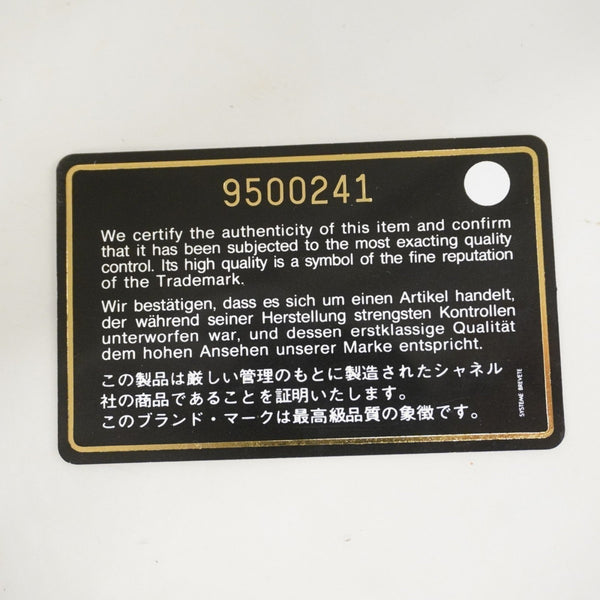 9500241
We certify the authenticity of this item and confirm
that it has been subjected to the most exacting quality
control. Its high quality is a symbol of the fine reputation
of the Trademark.
Wir bestätigen, dass es sich um einen Artikel handelt,
der während seiner Herstellung strengsten Kontrollen
unterworfen war, und dessen erstklassige Qualität
dem hohen Ansehen unserer Marke entspricht.
この製品は厳しい管理のもとに製造されたシャネル
社の商品であることを証明いたします。
このブランド・マークは最高級品質の象徴です。
SYSTEME BREVETE